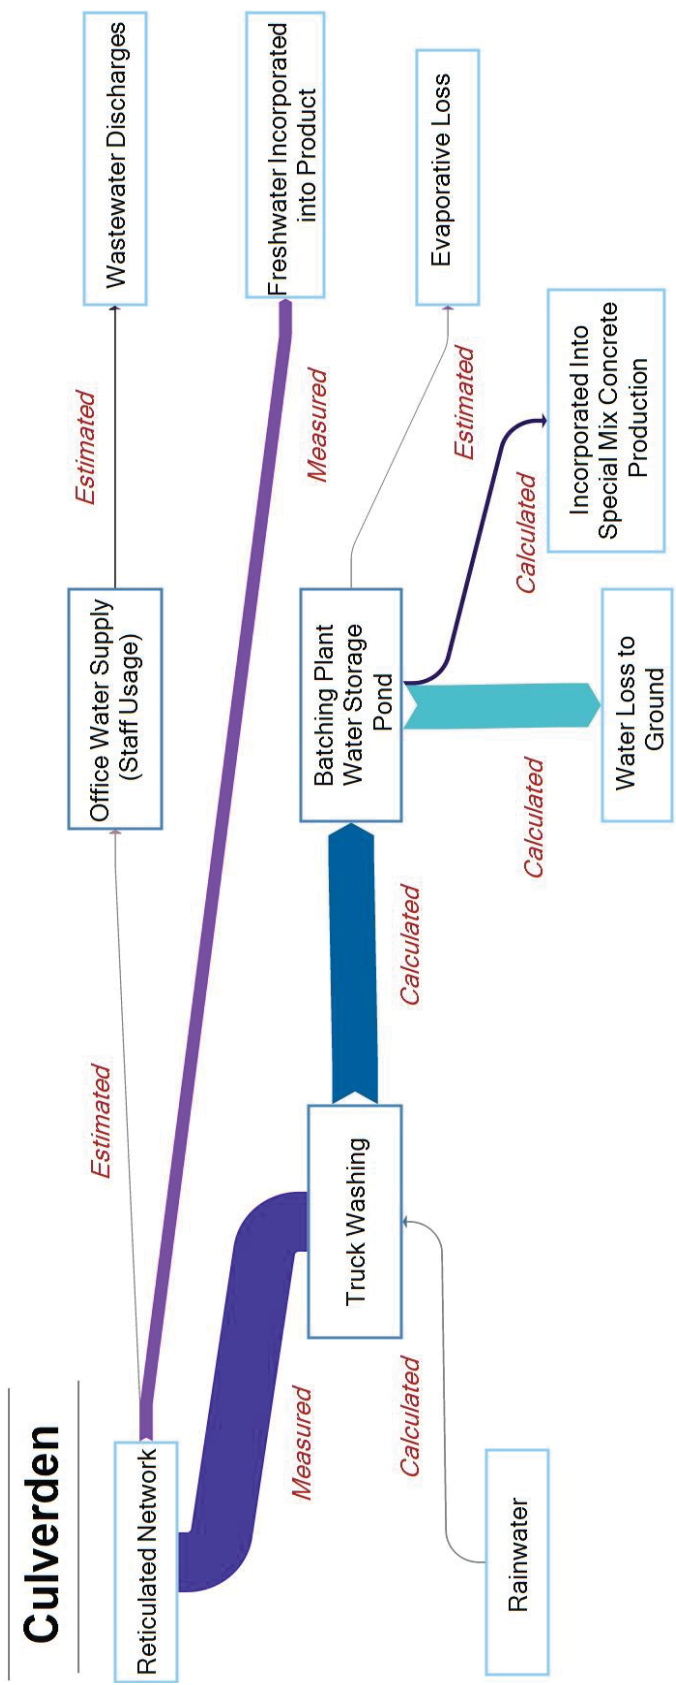 Culverden
Reticulated Network
Estimated
Office Water Supply
(Staff Usage)
Estimated
Wastewater Discharges
Measured
Freshwater Incorporated
into Product
Measured
Truck Washing
Calculated
Batching Plant
Water Storage
Pond
Estimated
Evaporative Loss
Calculated
Rainwater
Calculated
Water Loss to
Ground
Calculated
Incorporated Into
Special Mix Concrete
Production